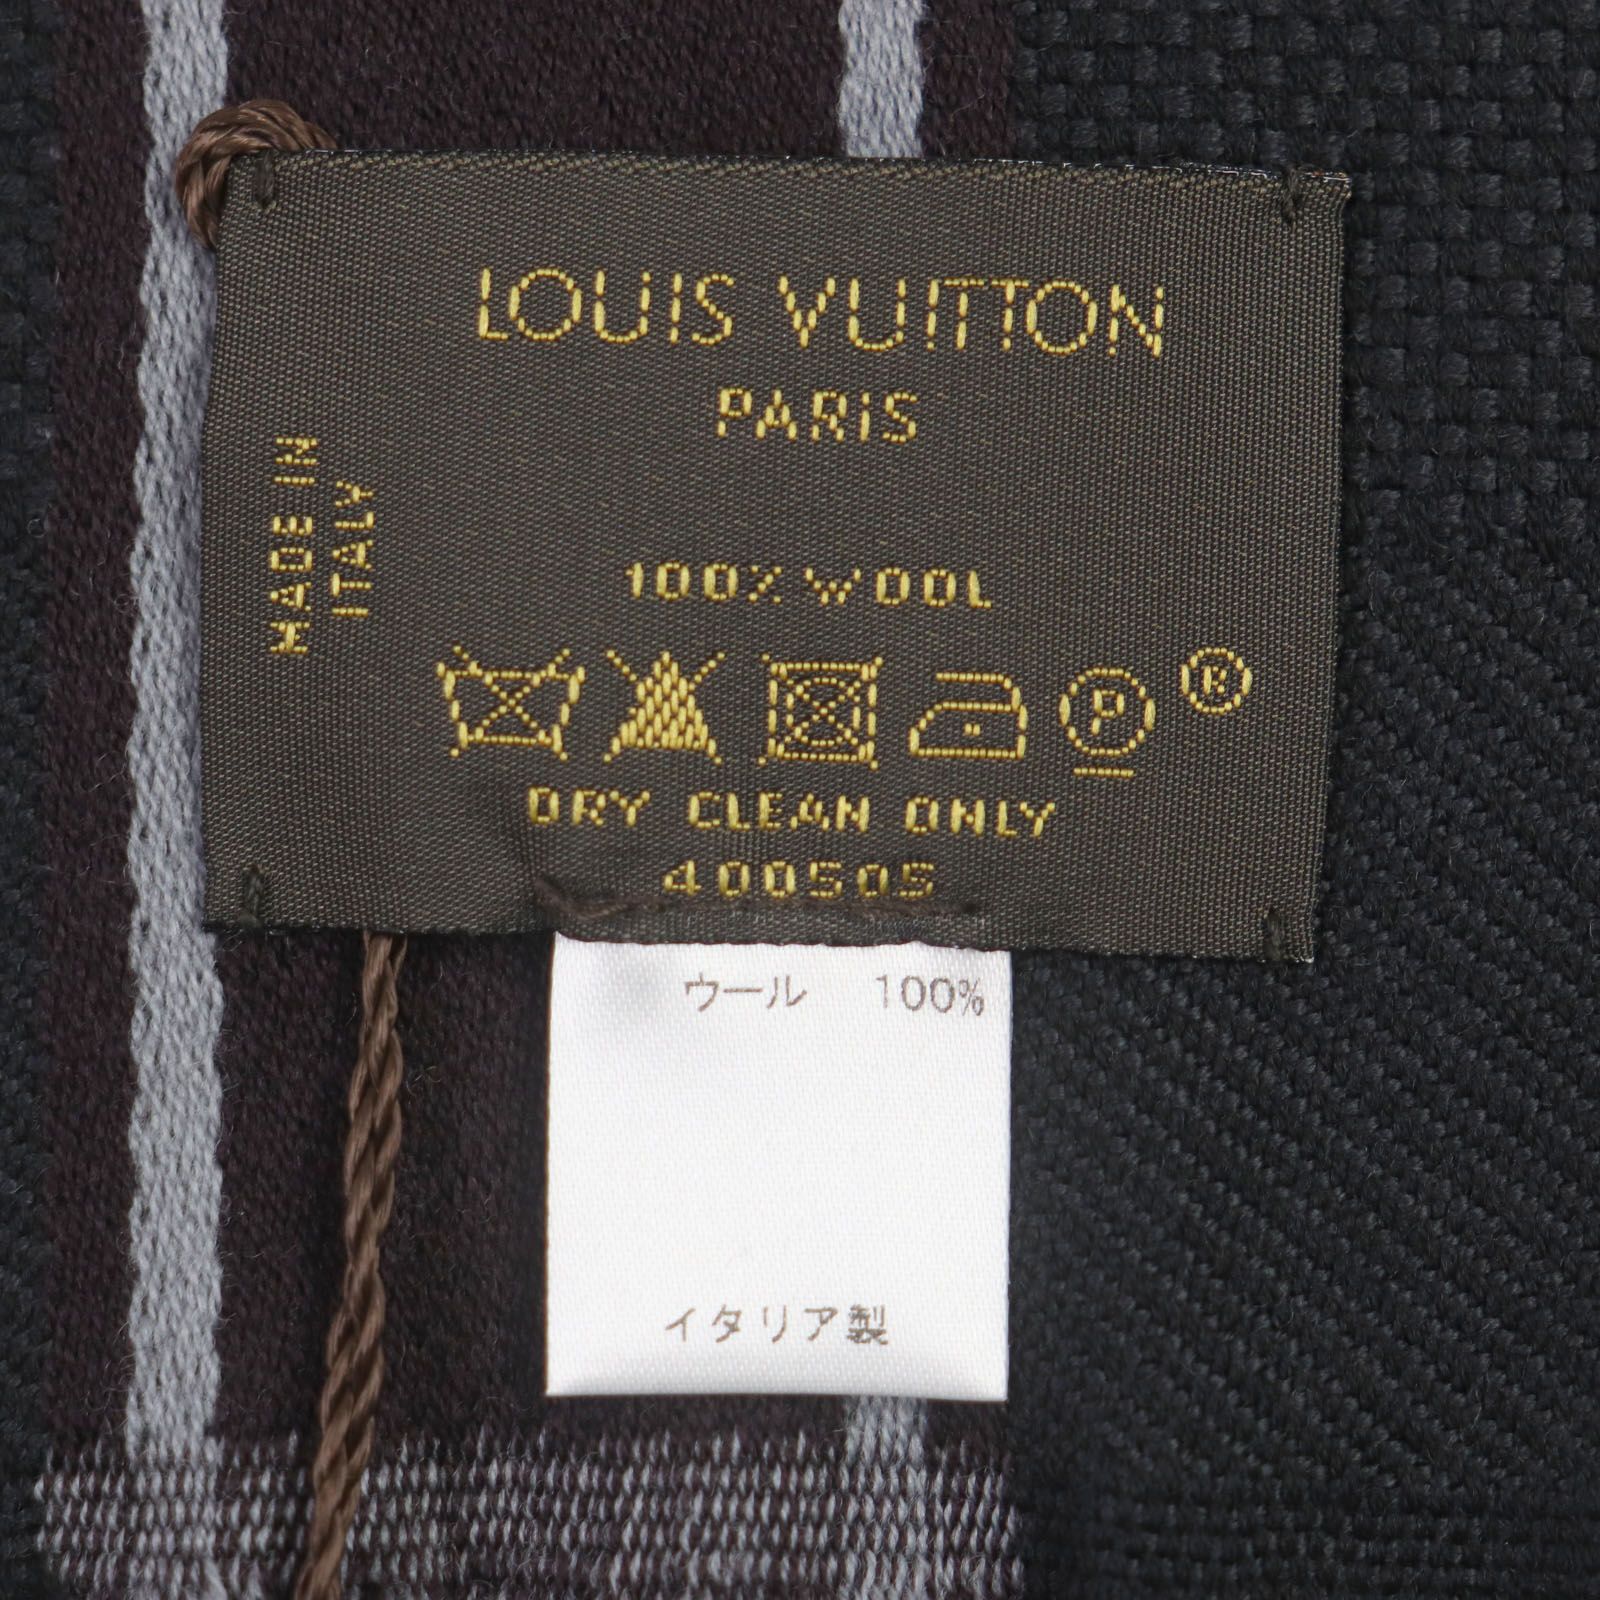 LOUIS VUITTON
PARIS
MADE IN
ITALY
100% WOOL
P ®
DRY CLEAN ONLY
400505
ウール 100%
イタリア製